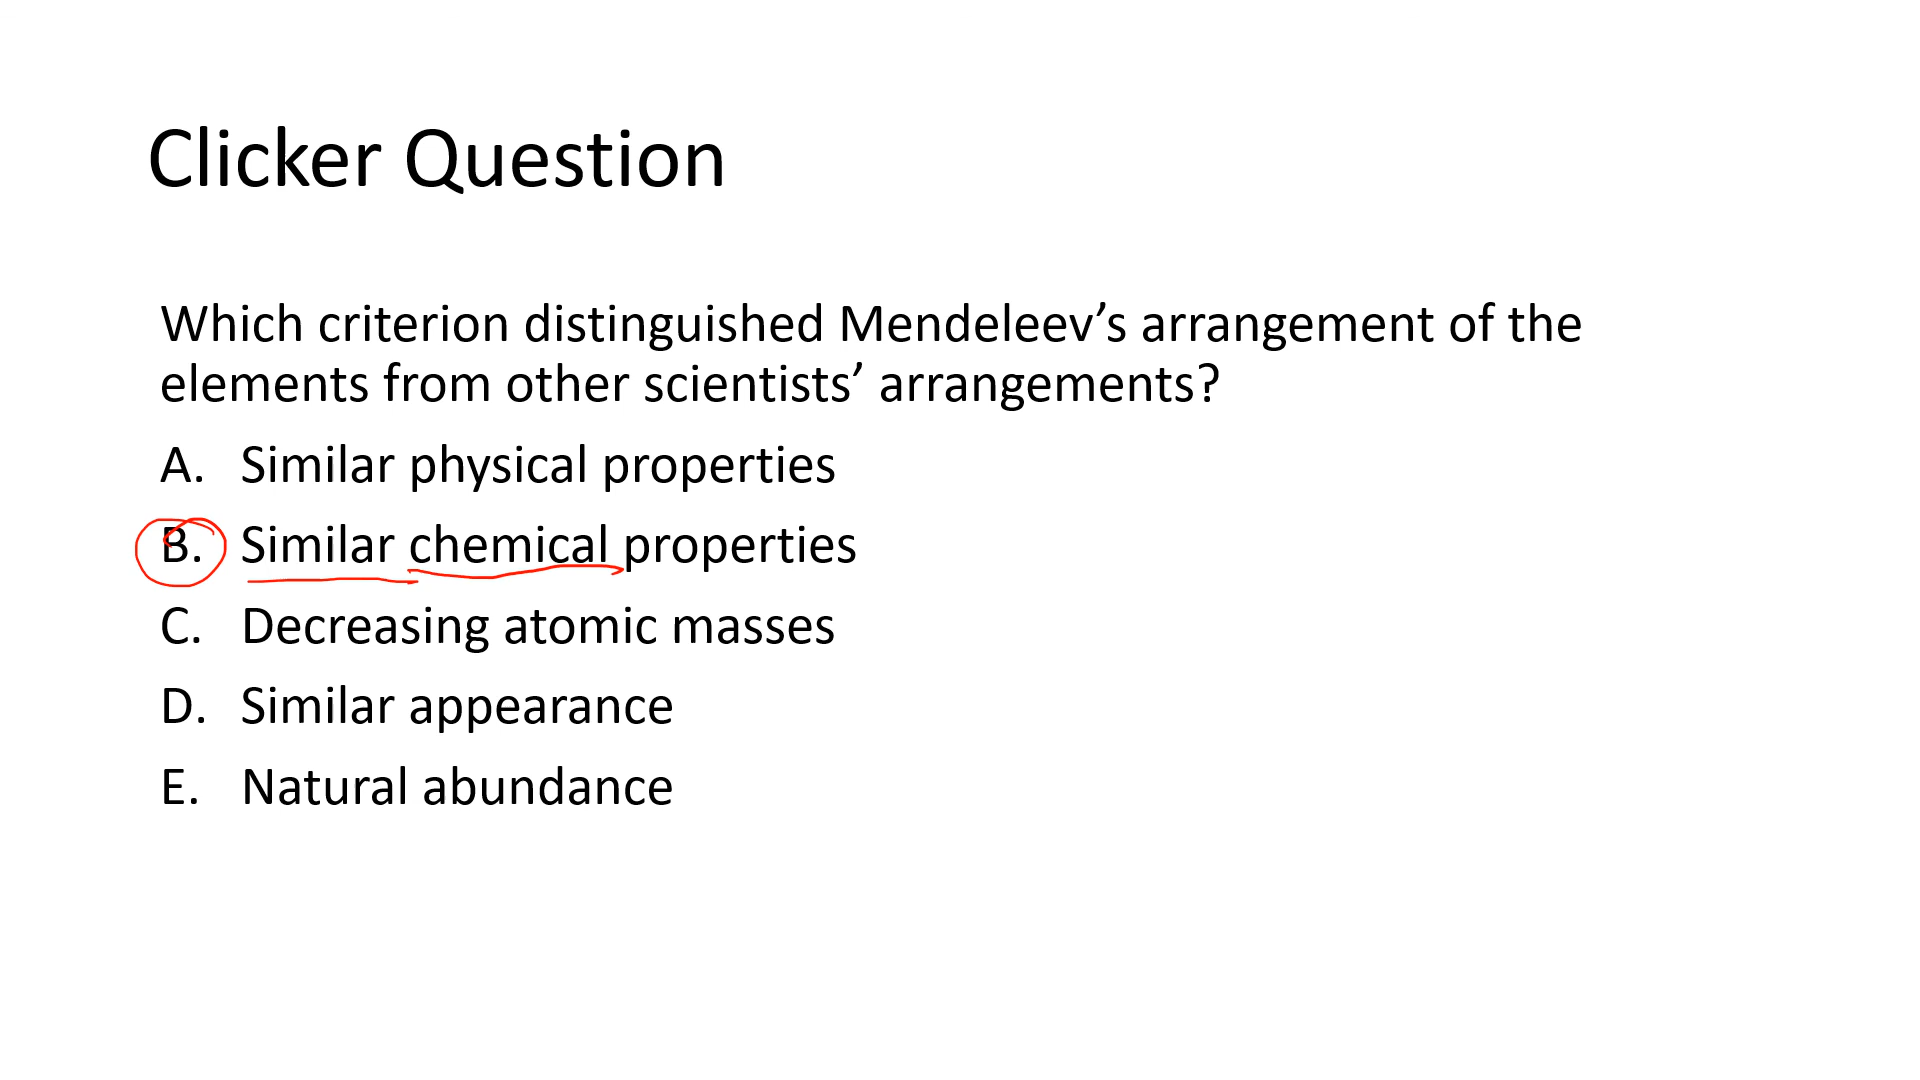 Clicker Question
Which criterion distinguished Mendeleev’s arrangement of the
elements from other scientists’ arrangements?
A. Similar physical properties
B. Similar chemical properties
C. Decreasing atomic masses
D. Similar appearance
E. Natural abundance